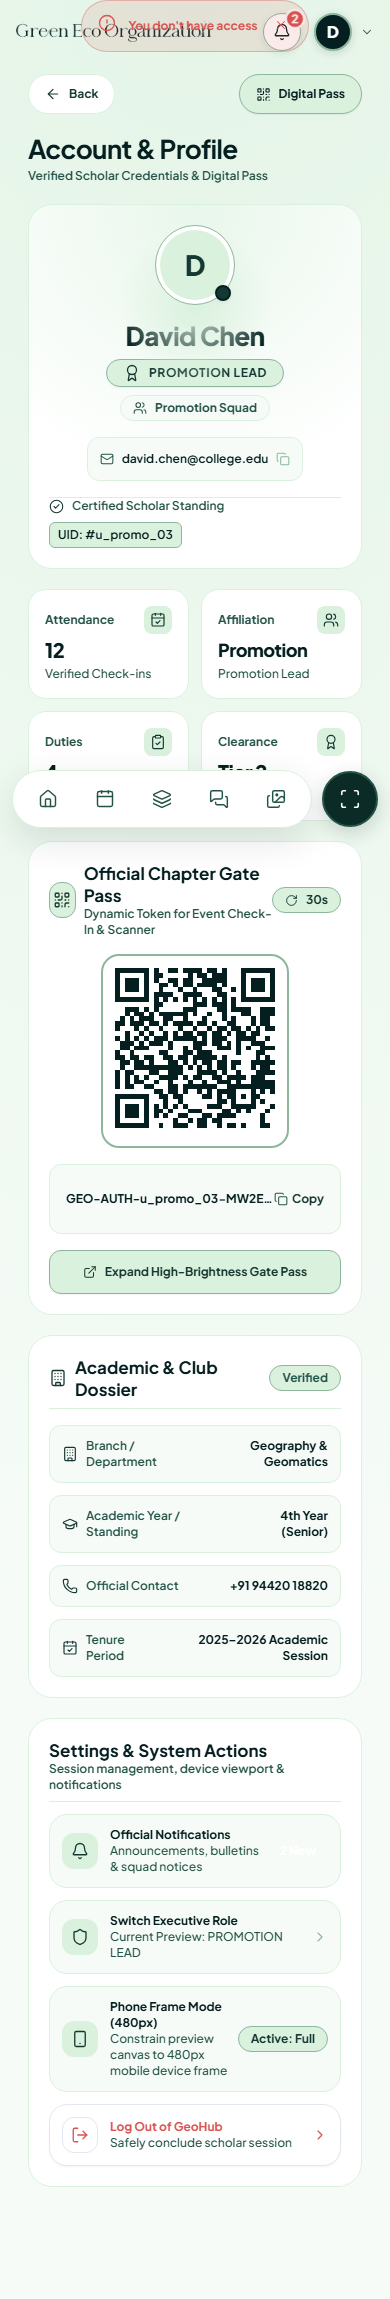 Green Eco Organization
You don't have access
2
D
Back
Digital Pass
Account & Profile
Verified Scholar Credentials & Digital Pass
D
David Chen
PROMOTION LEAD
Promotion Squad
david.chen@college.edu
Certified Scholar Standing
UID: #u_promo_03
Attendance
12
Verified Check-ins
Affiliation
Promotion
Promotion Lead
Duties
Clearance
Official Chapter Gate
Pass
Dynamic Token for Event Check-
In & Scanner
30s
GEO-AUTH-u_promo_03-MW2E...
Copy
Expand High-Brightness Gate Pass
Academic & Club
Dossier
Verified
Branch /
Department
Geography &
Geomatics
Academic Year /
Standing
4th Year
(Senior)
Official Contact
+91 94420 18820
Tenure
Period
2025–2026 Academic
Session
Settings & System Actions
Session management, device viewport &
notifications
Official Notifications
Announcements, bulletins
& squad notices
2 New
Switch Executive Role
Current Preview: PROMOTION
LEAD
Phone Frame Mode
(480px)
Constrain preview
canvas to 480px
mobile device frame
Active: Full
Log Out of GeoHub
Safely conclude scholar session